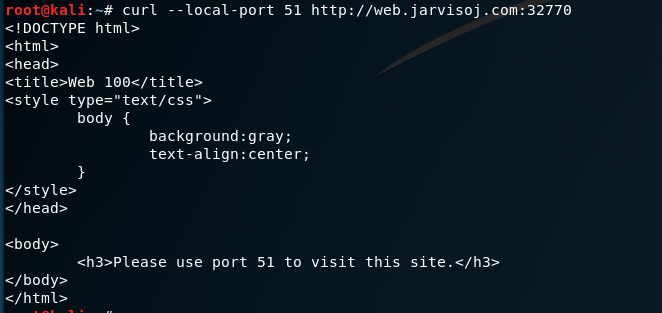 root@kali:~# curl --local-port 51 http://web.jarvisoj.com:32770
<!DOCTYPE html>
<html>
<head>
<title>Web 100</title>
<style type="text/css">
        body {
                background:gray;
                text-align:center;
        }
</style>
</head>

<body>
        <h3>Please use port 51 to visit this site.</h3>
</body>
</html>